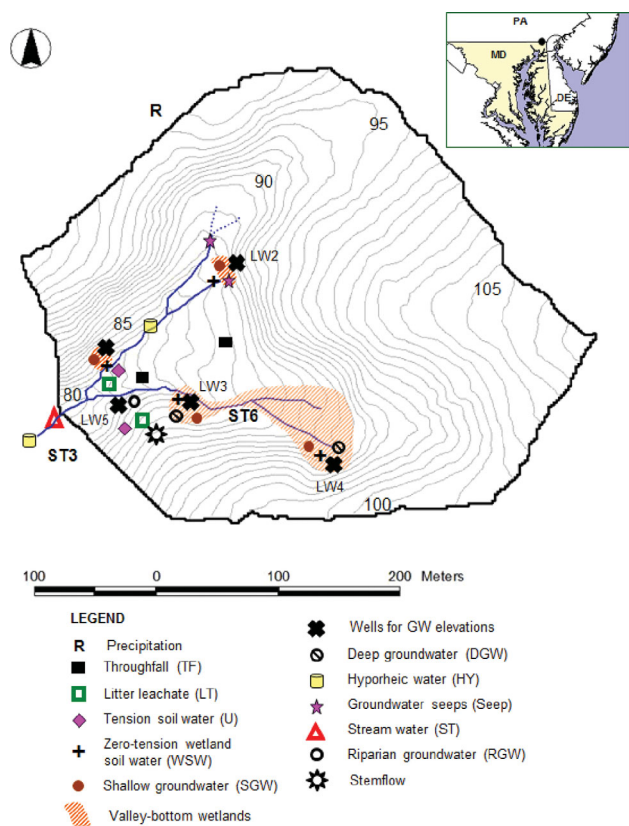 PA
MD
DE
R
95
90
LW2
105
85
80
LW3
LW5
ST6
ST3
LW4
100
100 0 100 200 Meters
LEGEND
R Precipitation
Throughfall (TF)
Litter leachate (LT)
Tension soil water (U)
Zero-tension wetland
soil water (WSW)
Shallow groundwater (SGW)
Valley-bottom wetlands
Wells for GW elevations
Deep groundwater (DGW)
Hyporheic water (HY)
Groundwater seeps (Seep)
Stream water (ST)
Riparian groundwater (RGW)
Stemflow